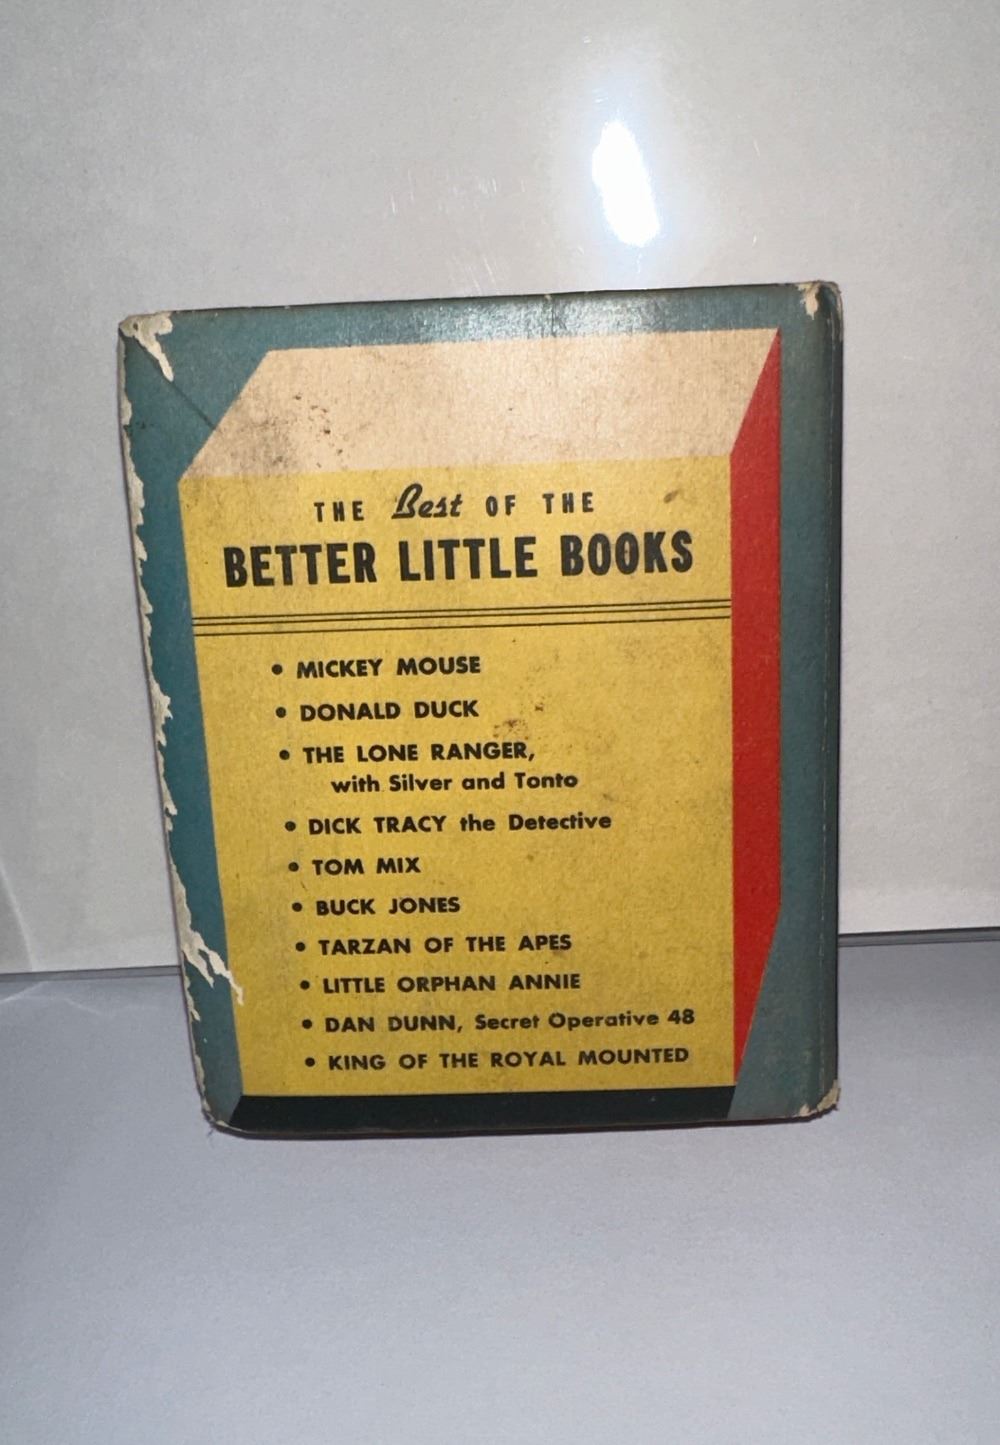 THE Best OF THE
BETTER LITTLE BOOKS
• MICKEY MOUSE
• DONALD DUCK
• THE LONE RANGER,
with Silver and Tonto
• DICK TRACY the Detective
• TOM MIX
• BUCK JONES
• TARZAN OF THE APES
• LITTLE ORPHAN ANNIE
• DAN DUNN, Secret Operative 48
• KING OF THE ROYAL MOUNTED